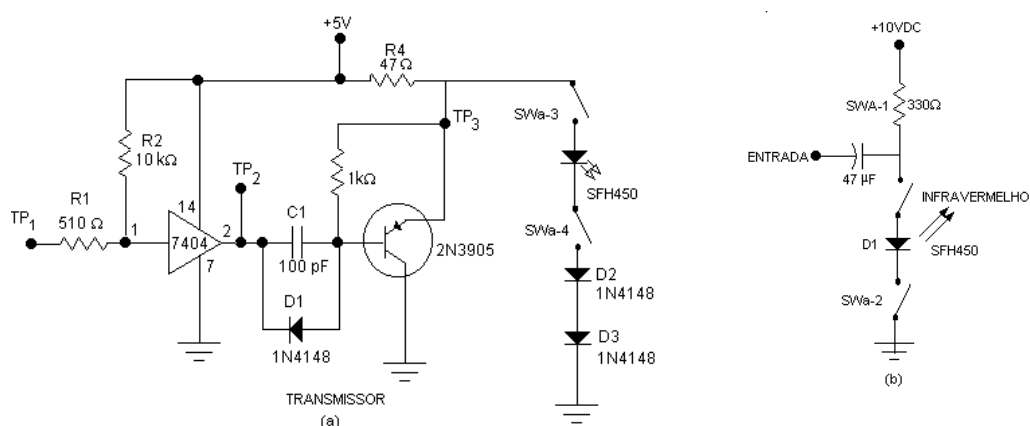 +5V
R4
47 Ω
SWa-3
TP3
R2
10 kΩ
TP2
1kΩ
SFH450
R1
510 Ω
TP1
1
14
7404
2
7
C1
100 pF
2N3905
SWa-4
D1
1N4148
D2
1N4148
D3
1N4148
TRANSMISSOR
(a)
+10VDC
SWA-1
330Ω
ENTRADA
47 µF
INFRAVERMELHO
D1
SFH450
SWa-2
(b)